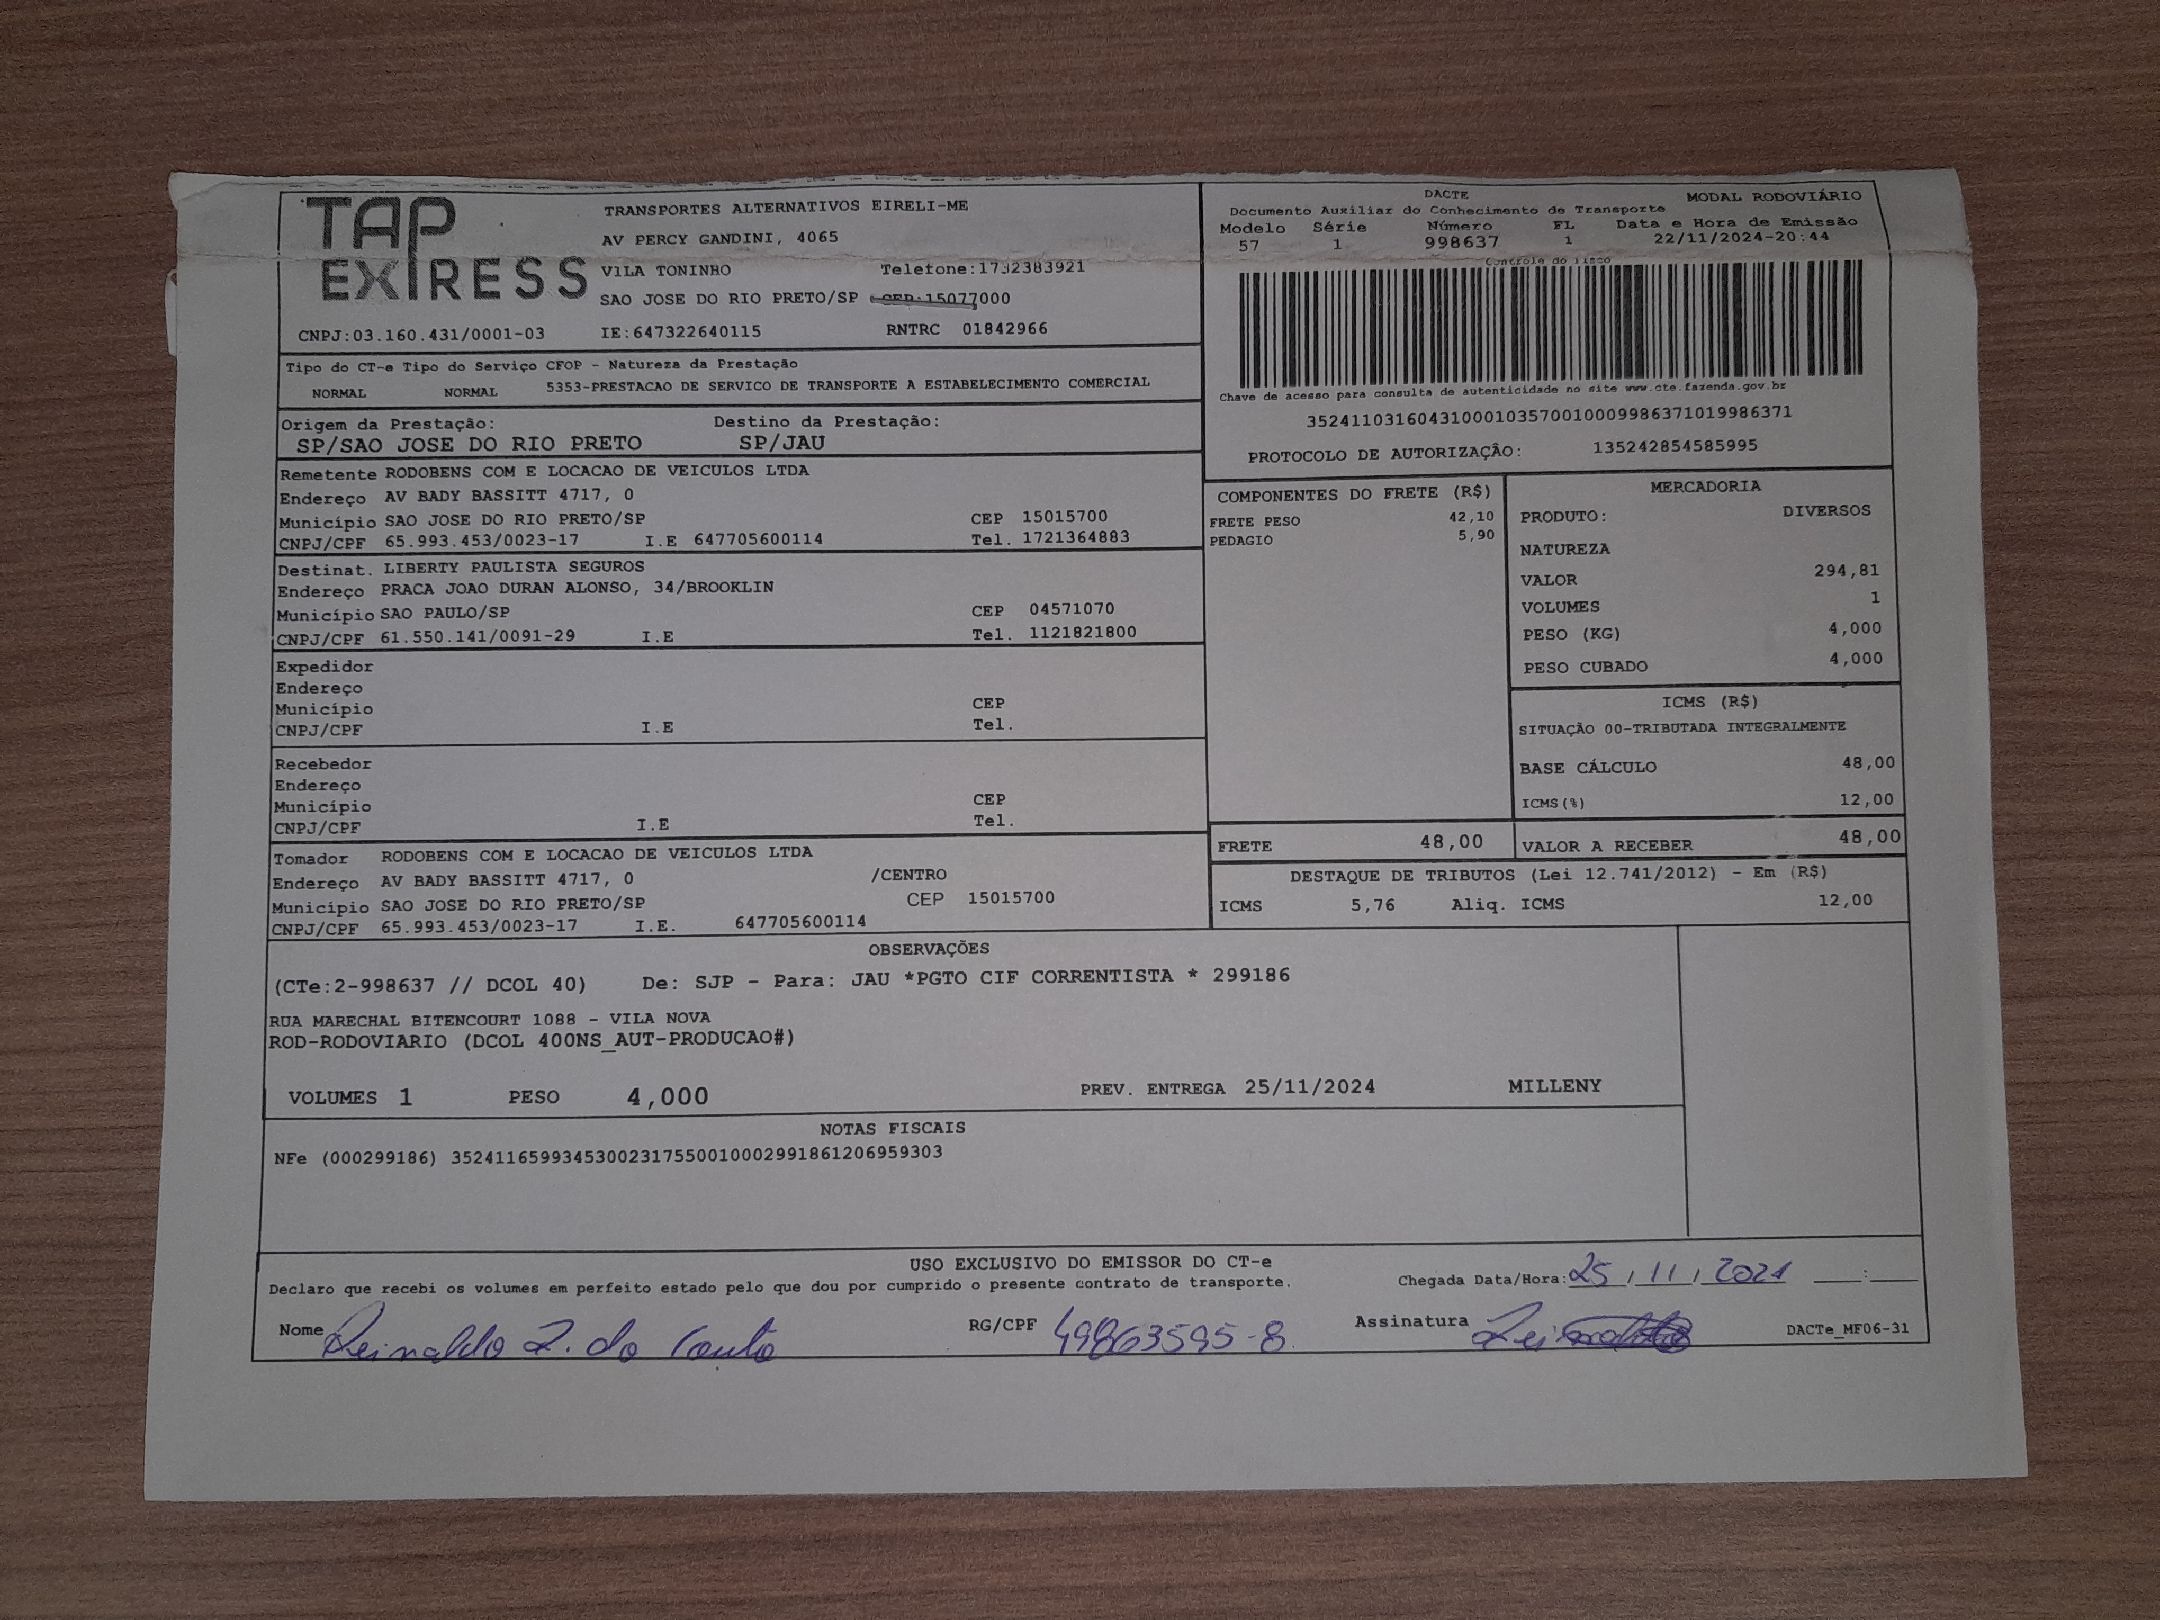 TAP EXPRESS
TRANSPORTES ALTERNATIVOS EIRELI-ME
AV PERCY GANDINI, 4065
VILA TONINHO Telefone:1732383921
SAO JOSE DO RIO PRETO/SP CEP:15077000
CNPJ:03.160.431/0001-03 IE:647322640115 RNTRC 01842966
DACTE MODAL RODOVIÁRIO
Documento Auxiliar do Conhecimento de Transporte
Modelo Série Número FL Data e Hora de Emissão
57 1 998637 1 22/11/2024-20:44
Controle do Fisco
Chave de acesso para consulta de autenticidade no site www.cte.fazenda.gov.br
35241103160431000103570010009986371019986371
PROTOCOLO DE AUTORIZAÇÃO: 135242854585995
Tipo do CT-e Tipo do Serviço CFOP - Natureza da Prestação
NORMAL NORMAL 5353-PRESTACAO DE SERVICO DE TRANSPORTE A ESTABELECIMENTO COMERCIAL
Origem da Prestação: Destino da Prestação:
SP/SAO JOSE DO RIO PRETO SP/JAU
Remetente RODOBENS COM E LOCACAO DE VEICULOS LTDA
Endereço AV BADY BASSITT 4717, 0
Município SAO JOSE DO RIO PRETO/SP CEP 15015700
CNPJ/CPF 65.993.453/0023-17 I.E 647705600114 Tel. 1721364883
Destinat. LIBERTY PAULISTA SEGUROS
Endereço PRACA JOAO DURAN ALONSO, 34/BROOKLIN
Município SAO PAULO/SP CEP 04571070
CNPJ/CPF 61.550.141/0091-29 I.E Tel. 1121821800
Expedidor
Endereço
Município CEP
CNPJ/CPF I.E Tel.
Recebedor
Endereço
Município CEP
CNPJ/CPF I.E Tel.
Tomador RODOBENS COM E LOCACAO DE VEICULOS LTDA
Endereço AV BADY BASSITT 4717, 0 /CENTRO
Município SAO JOSE DO RIO PRETO/SP CEP 15015700
CNPJ/CPF 65.993.453/0023-17 I.E. 647705600114
COMPONENTES DO FRETE (R$)
FRETE PESO 42,10
PEDAGIO 5,90
MERCADORIA
PRODUTO: DIVERSOS
NATUREZA
VALOR 294,81
VOLUMES 1
PESO (KG) 4,000
PESO CUBADO 4,000
ICMS (R$)
SITUAÇÃO 00-TRIBUTADA INTEGRALMENTE
BASE CÁLCULO 48,00
ICMS(%) 12,00
FRETE 48,00 VALOR A RECEBER 48,00
DESTAQUE DE TRIBUTOS (Lei 12.741/2012) - Em (R$)
ICMS 5,76 Aliq. ICMS 12,00
OBSERVAÇÕES
(CTe:2-998637 // DCOL 40) De: SJP - Para: JAU *PGTO CIF CORRENTISTA * 299186
RUA MARECHAL BITENCOURT 1088 - VILA NOVA
ROD-RODOVIARIO (DCOL 400NS_AUT-PRODUCAO#)
VOLUMES 1 PESO 4,000 PREV. ENTREGA 25/11/2024 MILLENY
NOTAS FISCAIS
NFe (000299186) 35241165993453002317550010002991861206959303
USO EXCLUSIVO DO EMISSOR DO CT-e
Declaro que recebi os volumes em perfeito estado pelo que dou por cumprido o presente contrato de transporte. Chegada Data/Hora: 25/11/2024 __:__
Nome Reinaldo Z. do Couto RG/CPF 49863595-8 Assinatura DACTe_MF06-31